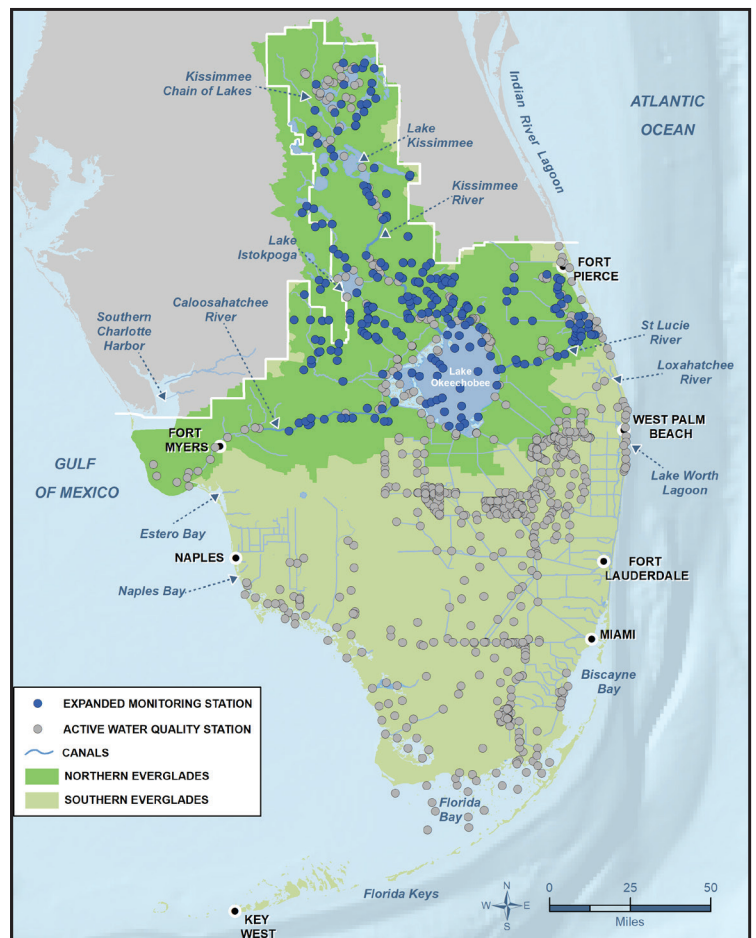 Kissimmee
Chain of Lakes
Indian River Lagoon
ATLANTIC
OCEAN
Lake
Kissimmee
Kissimmee
River
Lake
Istokpoga
FORT
PIERCE
Caloosahatchee
River
Southern
Charlotte
Harbor
St Lucie
River
Lake
Okeechobee
Loxahatchee
River
FORT
MYERS
WEST PALM
BEACH
GULF
OF MEXICO
Lake Worth
Lagoon
Estero Bay
NAPLES
FORT
LAUDERDALE
Naples Bay
MIAMI
Biscayne
Bay
EXPANDED MONITORING STATION
ACTIVE WATER QUALITY STATION
CANALS
NORTHERN EVERGLADES
SOUTHERN EVERGLADES
Florida
Bay
Florida Keys
KEY
WEST
N
W E
S
0 25 50
Miles